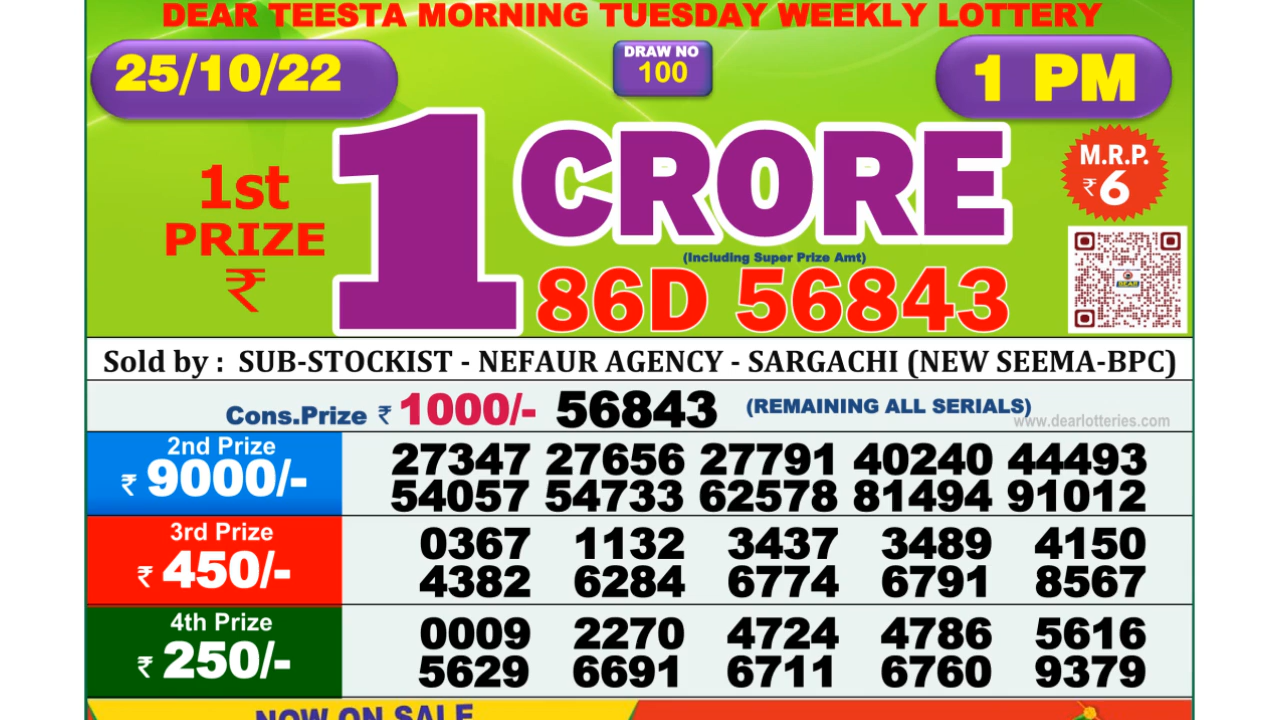 DEAR TEESTA MORNING TUESDAY WEEKLY LOTTERY
25/10/22
DRAW NO
100
1 PM
1st
PRIZE
₹
1 CRORE
(Including Super Prize Amt)
86D 56843
M.R.P.
₹6
DEAR
Sold by : SUB-STOCKIST - NEFAUR AGENCY - SARGACHI (NEW SEEMA-BPC)
Cons.Prize ₹ 1000/- 56843 (REMAINING ALL SERIALS)
www.dearlotteries.com
2nd Prize
₹ 9000/-
27347 27656 27791 40240 44493
54057 54733 62578 81494 91012
3rd Prize
₹ 450/-
0367 1132 3437 3489 4150
4382 6284 6774 6791 8567
4th Prize
₹ 250/-
0009 2270 4724 4786 5616
5629 6691 6711 6760 9379
NOW ON SALE